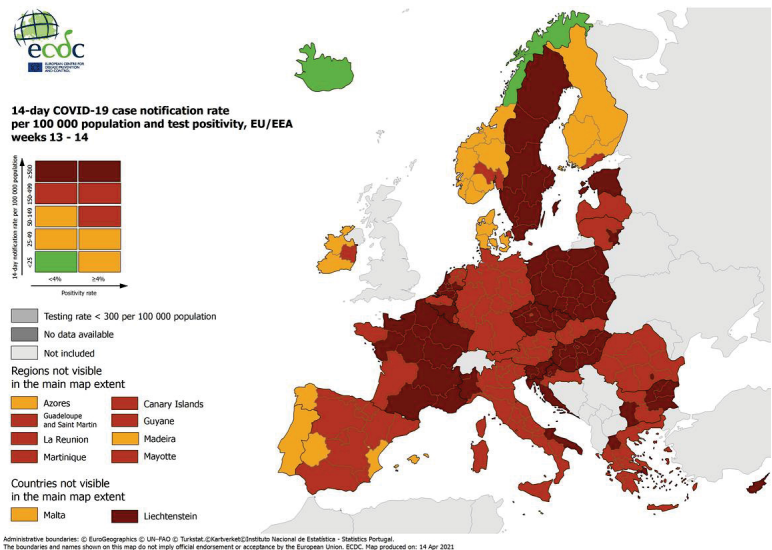 ecdc
EUROPEAN CENTRE FOR
DISEASE PREVENTION
AND CONTROL
14-day COVID-19 case notification rate
per 100 000 population and test positivity, EU/EEA
weeks 13 - 14
14-day notification rate per 100 000 population
≥500
150-499
50-149
25-49
<25
<4%
≥4%
Positivity rate
Testing rate < 300 per 100 000 population
No data available
Not included
Regions not visible
in the main map extent
Azores
Canary Islands
Guadeloupe
and Saint Martin
Guyane
La Reunion
Madeira
Martinique
Mayotte
Countries not visible
in the main map extent
Malta
Liechtenstein
Administrative boundaries: © EuroGeographics © UN–FAO © Turkstat.©Kartverket©Instituto Nacional de Estatística - Statistics Portugal.
The boundaries and names shown on this map do not imply official endorsement or acceptance by the European Union. ECDC. Map produced on: 14 Apr 2021